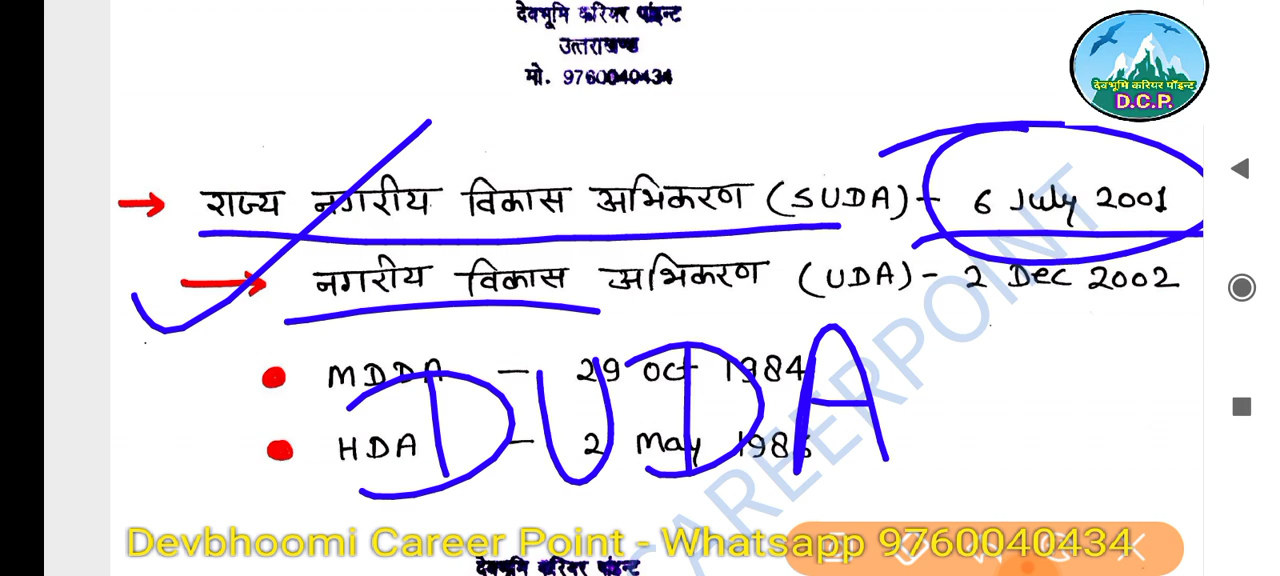 देवभूमि करियर पॉइन्ट
उत्तराखण्ड
मो. 9760040434
देवभूमि करियर पॉइन्ट
D.C.P.
→ राज्य नगरीय विकास अभिकरण (SUDA) - 6 July 2001
→ नगरीय विकास अभिकरण (UDA) - 2 Dec 2002
MDDA - 29 Oct 1984
HDA - 2 May 1986
DUDA
CAREERPOINT
Devbhoomi Career Point - Whatsapp 9760040434
देवभूमि करियर पॉइन्ट